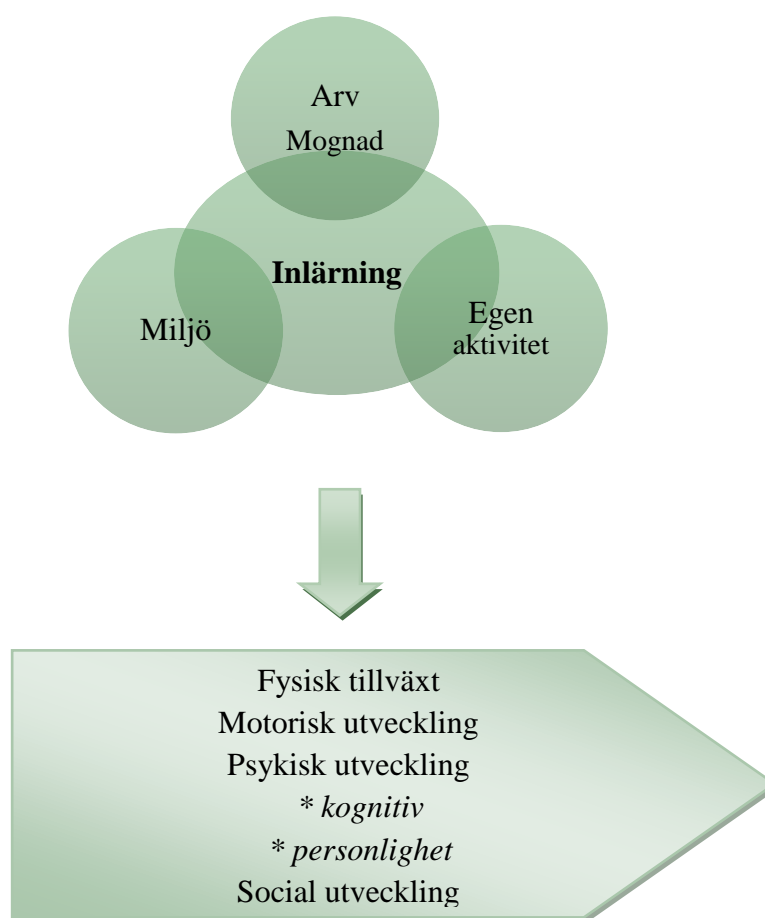 Arv
Mognad
Inlärning
Miljö
Egen
aktivitet
Fysisk tillväxt
Motorisk utveckling
Psykisk utveckling
* kognitiv
* personlighet
Social utveckling